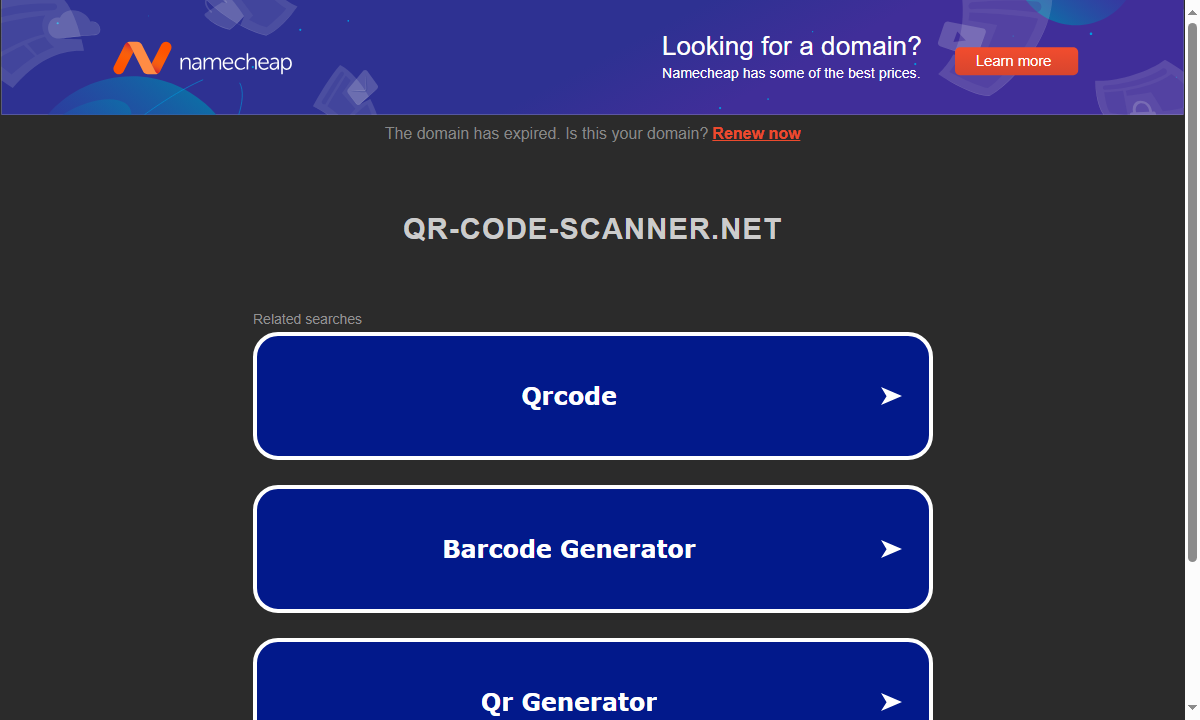 namecheap
Looking for a domain?
Namecheap has some of the best prices.
Learn more
The domain has expired. Is this your domain? Renew now
QR-CODE-SCANNER.NET
Related searches
Qrcode
Barcode Generator
Qr Generator